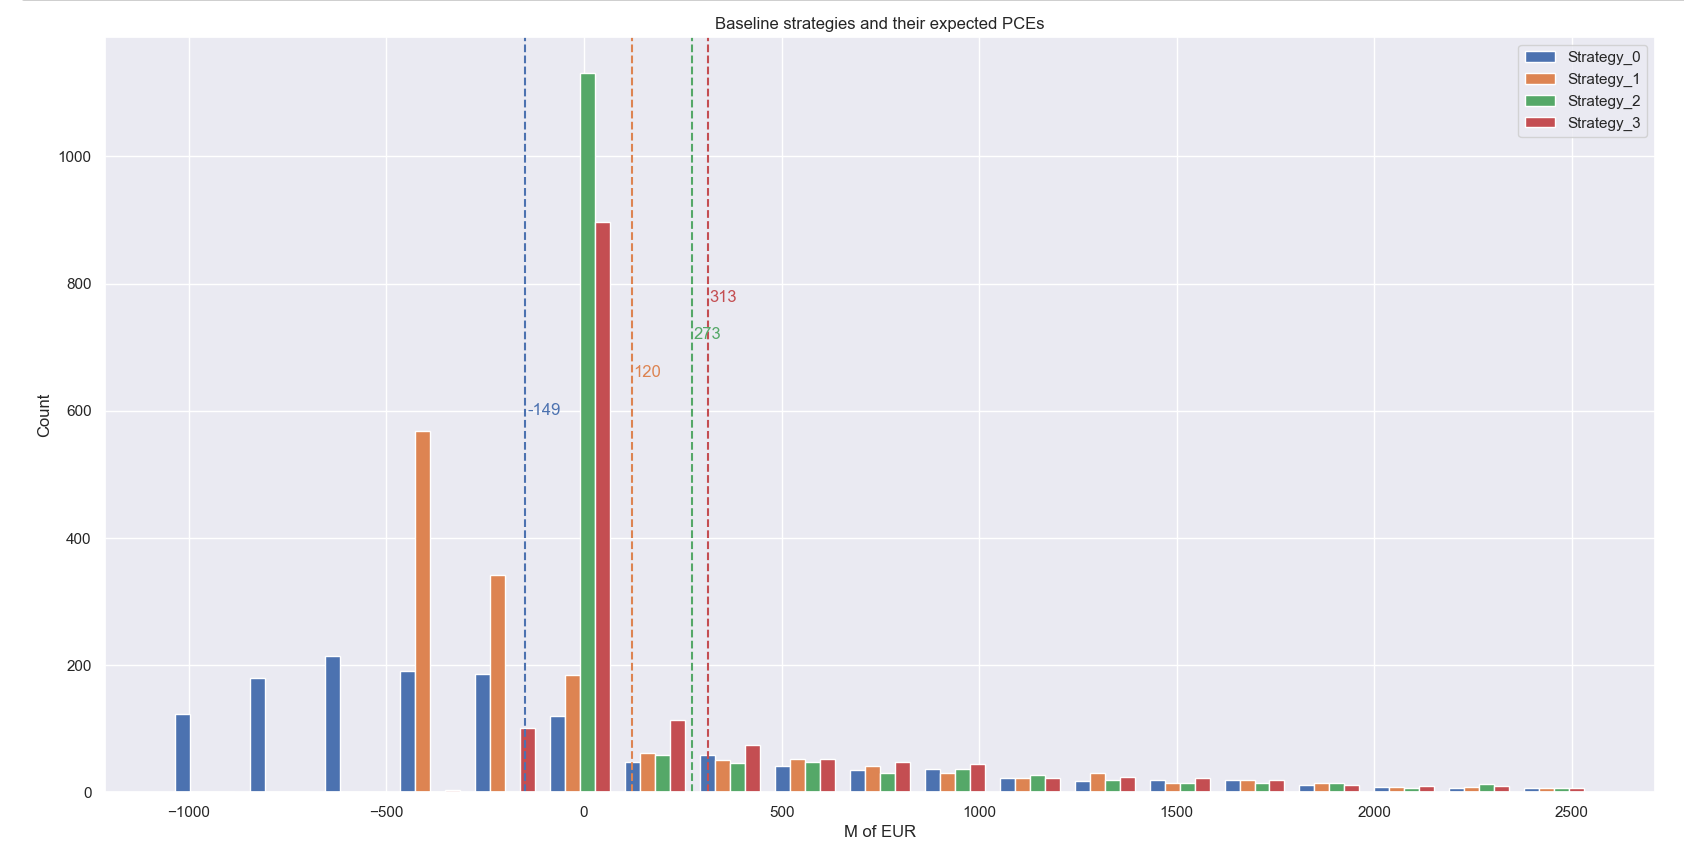 Baseline strategies and their expected PCEs
Strategy_0
Strategy_1
Strategy_2
Strategy_3
1000
800
600
400
200
0
Count
313
273
120
-149
−1000
−500
0
500
1000
1500
2000
2500
M of EUR